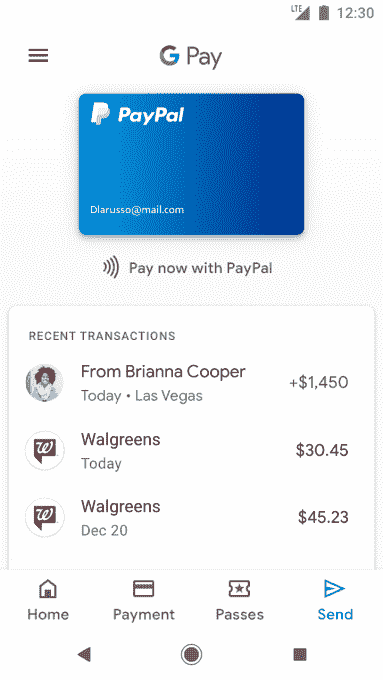 LTE 12:30
G Pay
PayPal
Dlarusso@mail.com
Pay now with PayPal
RECENT TRANSACTIONS
From Brianna Cooper +$1,450
Today • Las Vegas
Walgreens $30.45
Today
Walgreens $45.23
Dec 20
Home Payment Passes Send